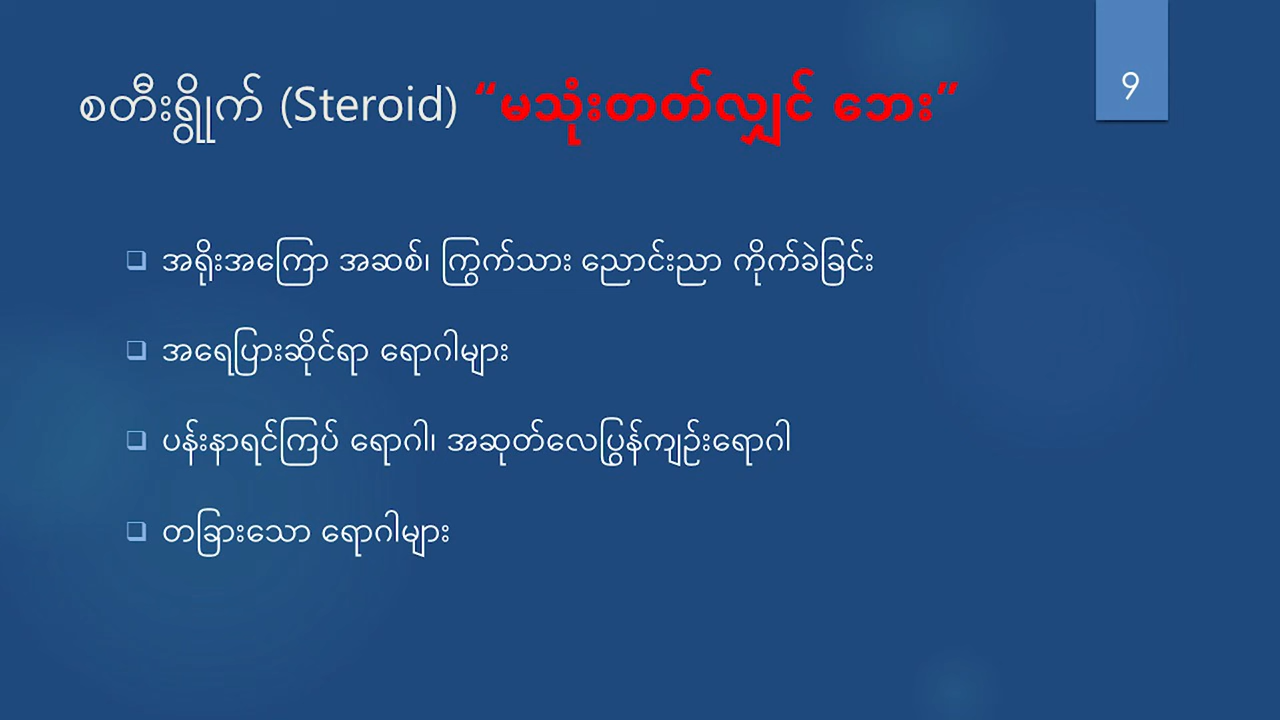 စတီးရွိုက် (Steroid) “မသုံးတတ်လျှင် ဘေး”
9
အရိုးအကြော အဆစ်၊ ကြွက်သား ညောင်းညာ ကိုက်ခဲခြင်း
အရေပြားဆိုင်ရာ ရောဂါများ
ပန်းနာရင်ကြပ် ရောဂါ၊ အဆုတ်လေပြွန်ကျဉ်းရောဂါ
တခြားသော ရောဂါများ